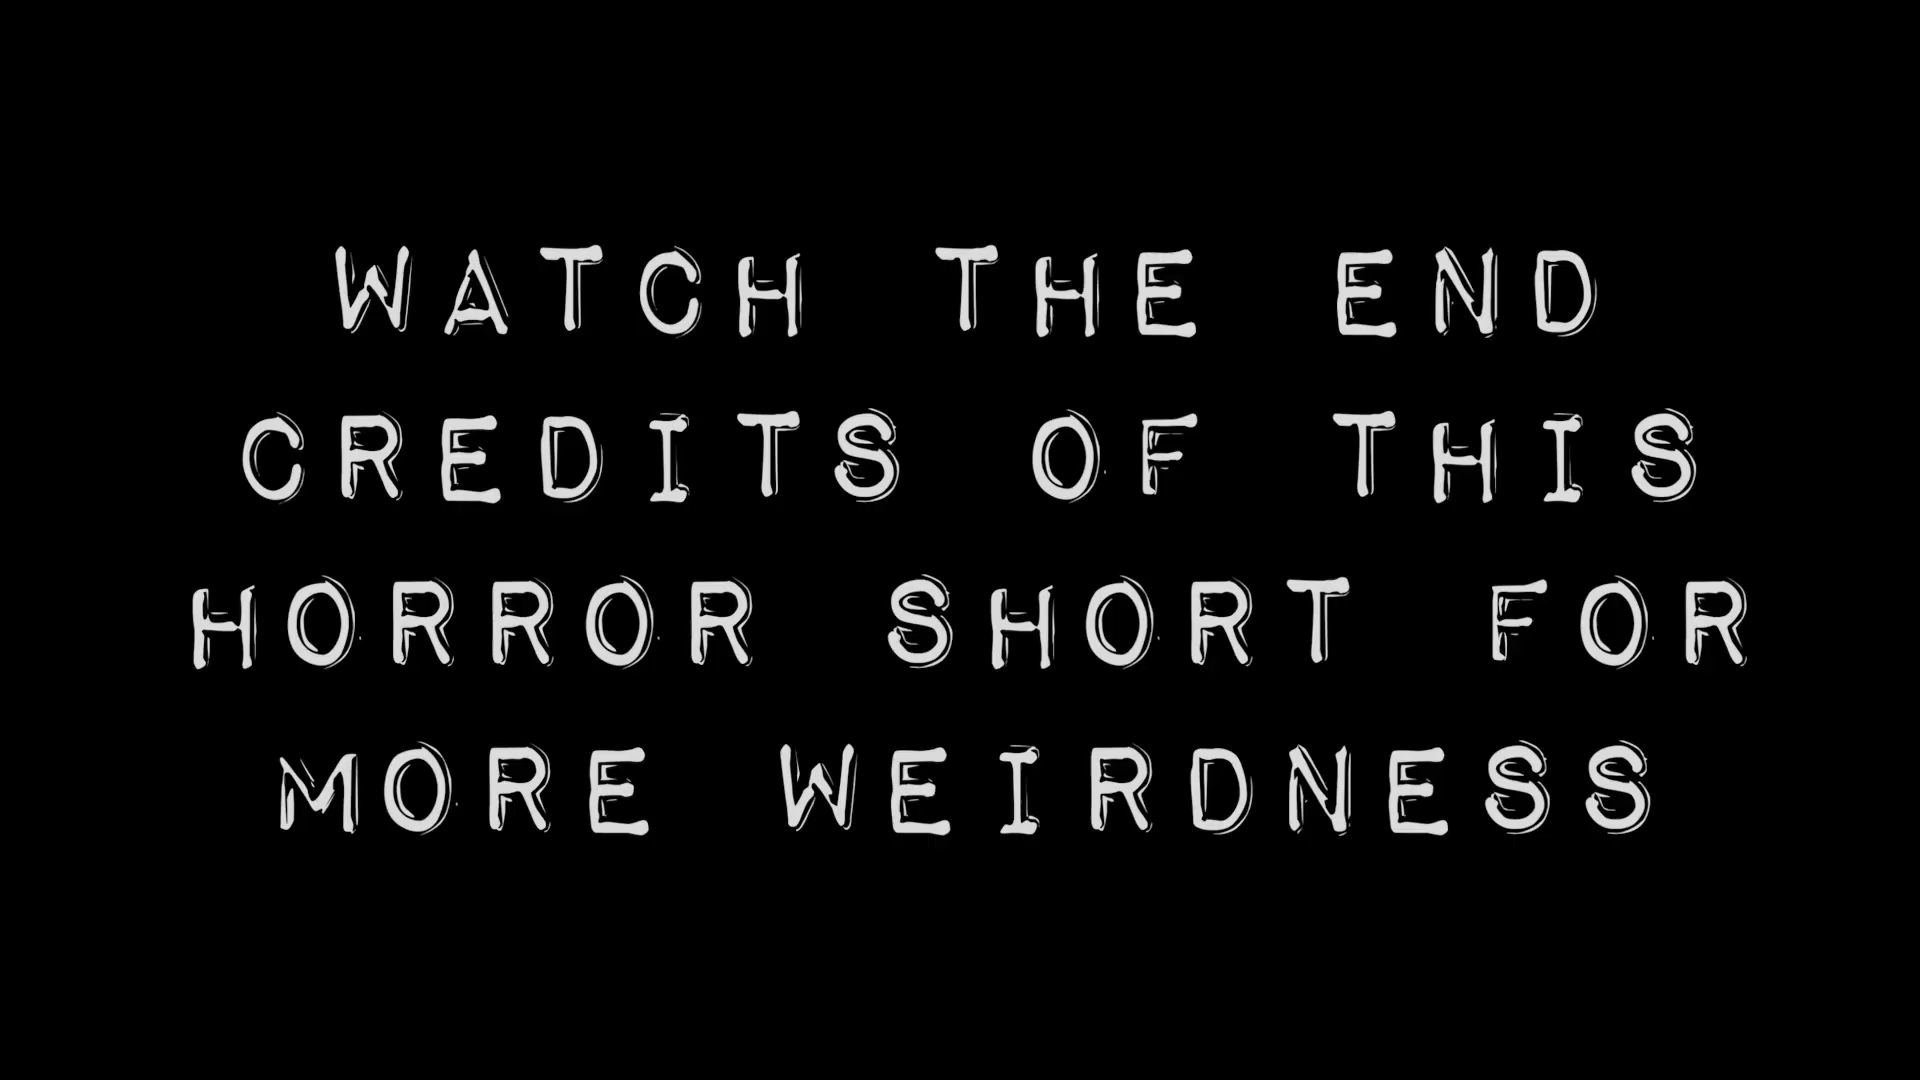 WATCH THE END
CREDITS OF THIS
HORROR SHORT FOR
MORE WEIRDNESS